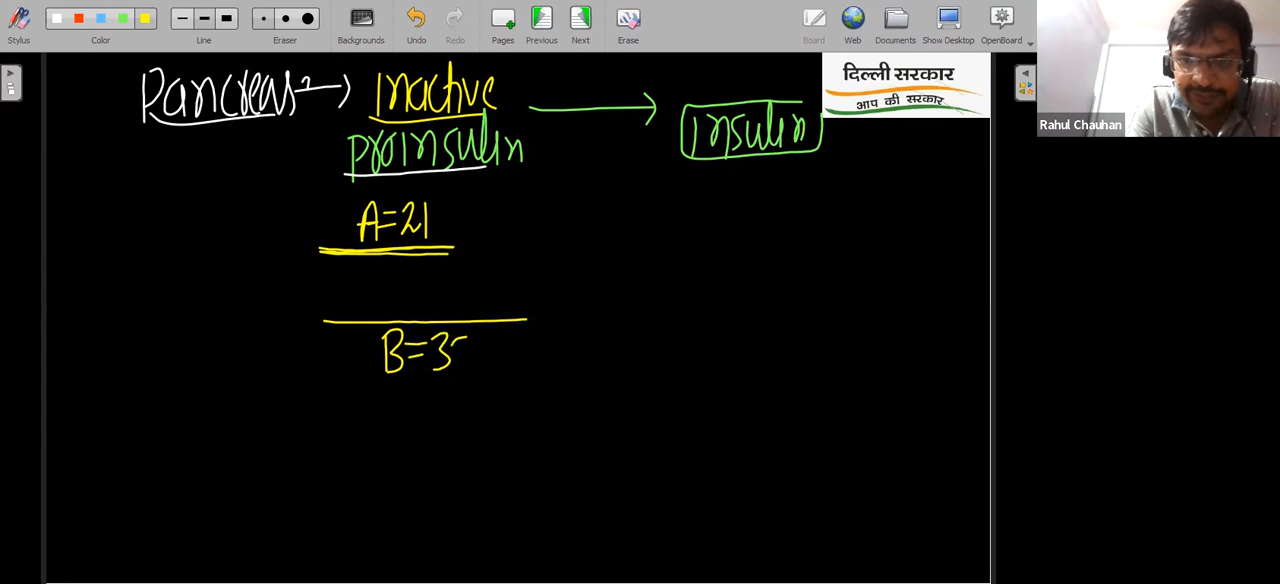 Stylus
Color
Line
Eraser
Backgrounds
Undo
Redo
Pages
Previous
Next
Erase
Board
Web
Documents
Show Desktop
OpenBoard
Pancreas → Inactive → Insulin
proinsulin
A=21
B=3
दिल्ली सरकार
आप की सरकार
Rahul Chauhan